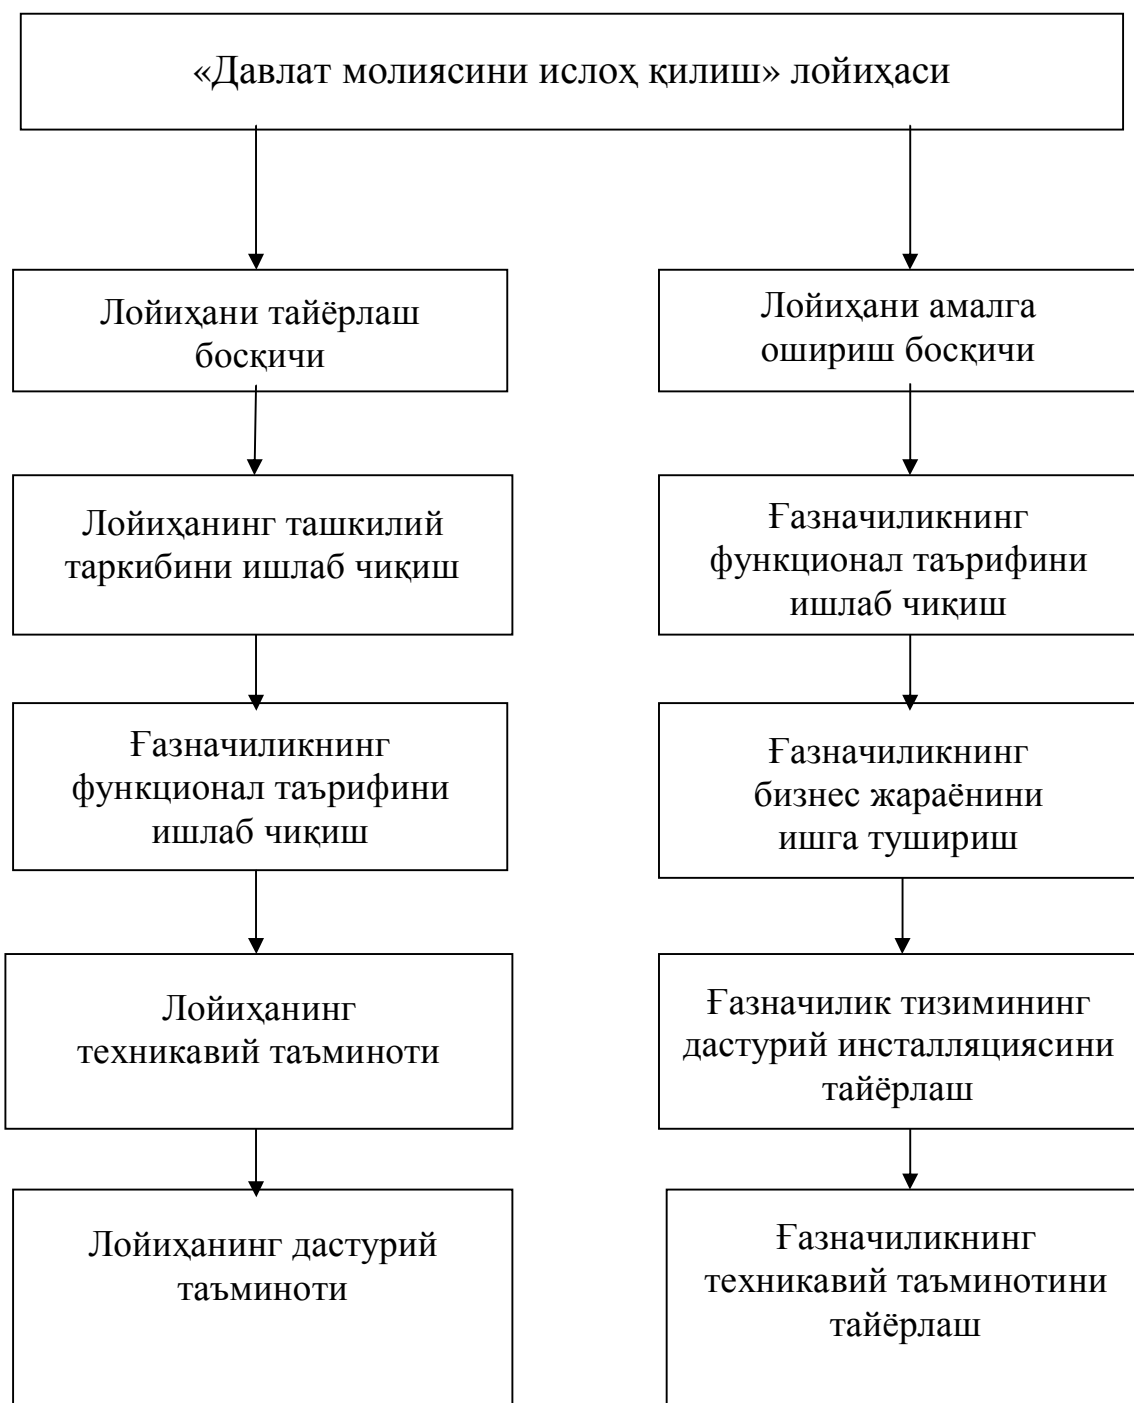 «Давлат молиясини ислоҳ қилиш» лойиҳаси
Лойиҳани тайёрлаш
босқичи
Лойиҳани амалга
ошириш босқичи
Лойиҳанинг ташкилий
таркибини ишлаб чиқиш
Ғазначиликнинг
функционал таърифини
ишлаб чиқиш
Ғазначиликнинг
функционал таърифини
ишлаб чиқиш
Ғазначиликнинг
бизнес жараёнини
ишга тушириш
Лойиҳанинг
техникавий таъминоти
Ғазначилик тизимининг
дастурий инсталляциясини
тайёрлаш
Лойиҳанинг дастурий
таъминоти
Ғазначиликнинг
техникавий таъминотини
тайёрлаш